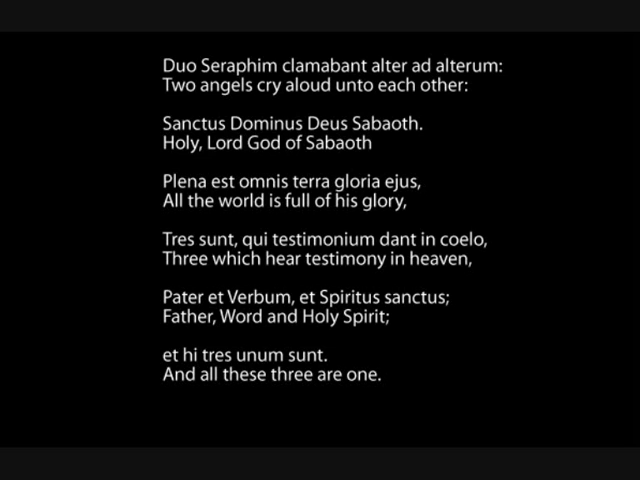 Duo Seraphim clamabant alter ad alterum:
Two angels cry aloud unto each other:
Sanctus Dominus Deus Sabaoth.
Holy, Lord God of Sabaoth
Plena est omnis terra gloria ejus,
All the world is full of his glory,
Tres sunt, qui testimonium dant in coelo,
Three which hear testimony in heaven,
Pater et Verbum, et Spiritus sanctus;
Father, Word and Holy Spirit;
et hi tres unum sunt.
And all these three are one.